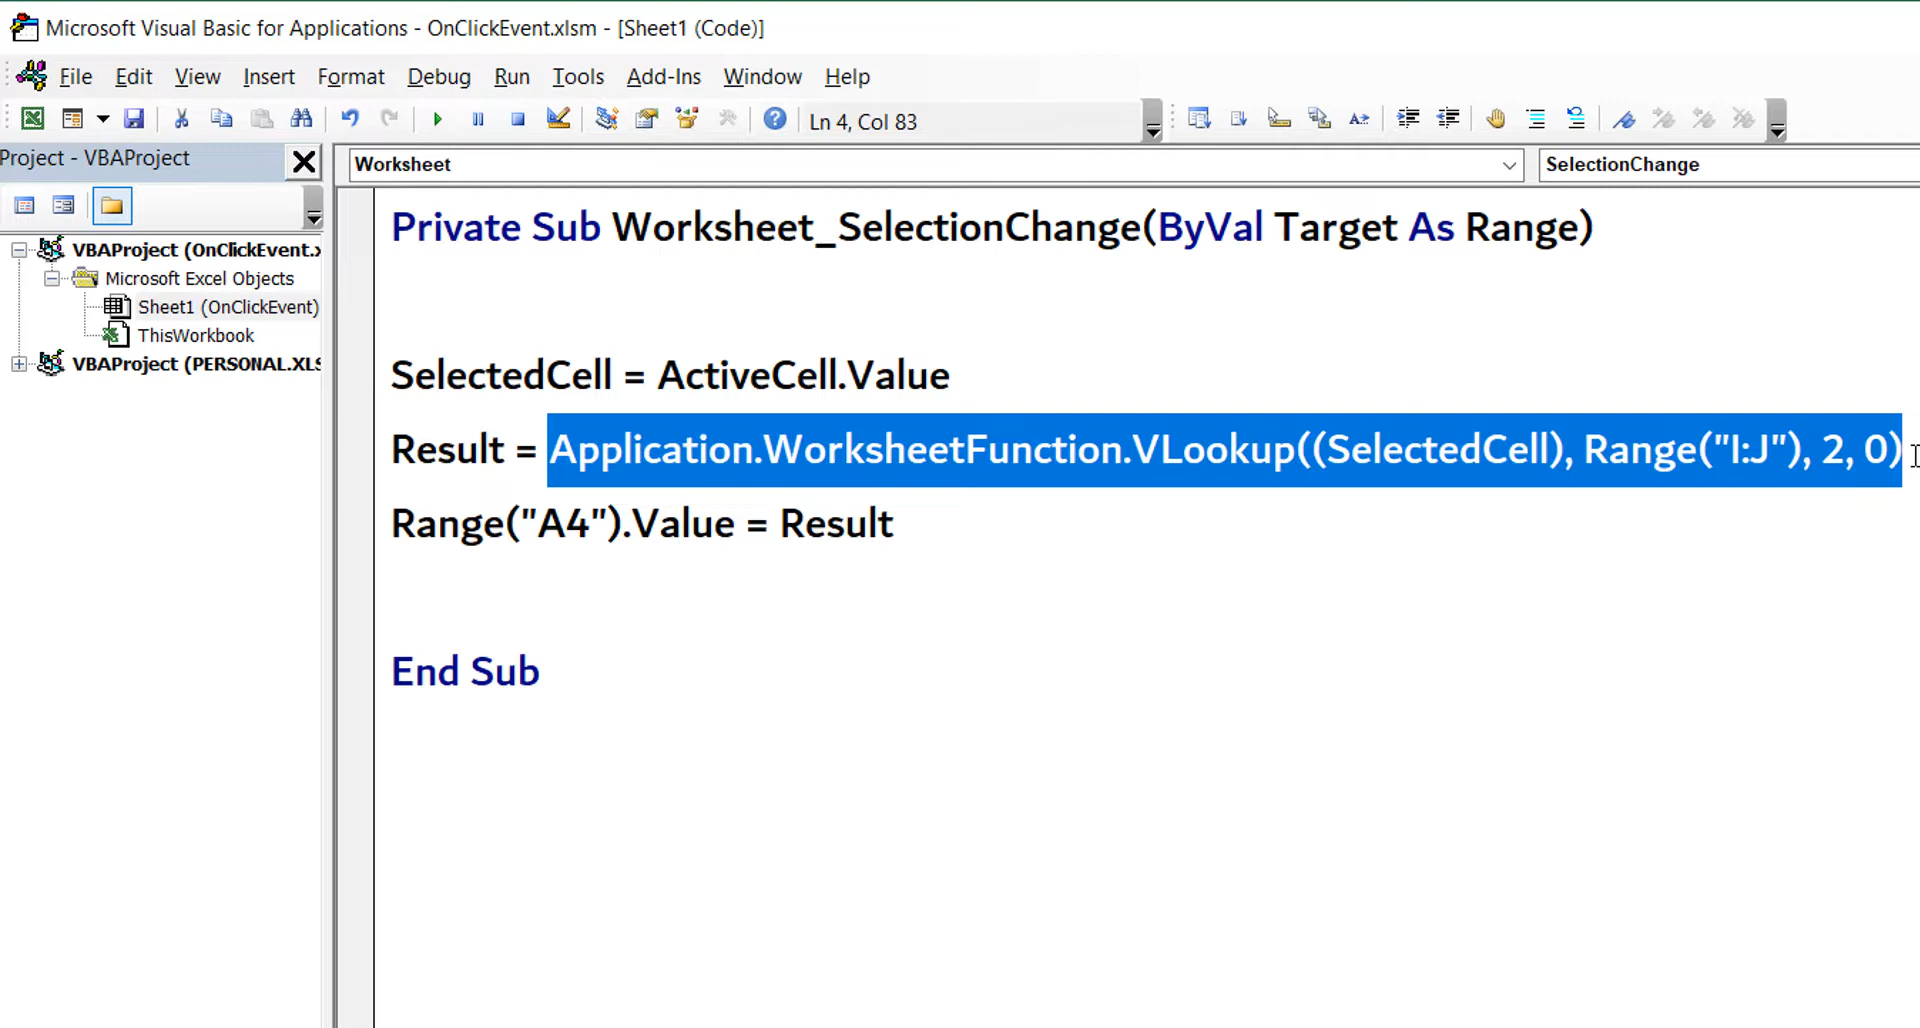 Microsoft Visual Basic for Applications - OnClickEvent.xlsm - [Sheet1 (Code)]
File Edit View Insert Format Debug Run Tools Add-Ins Window Help
Ln 4, Col 83
Project - VBAProject
Worksheet
SelectionChange
VBAProject (OnClickEvent.x
Microsoft Excel Objects
Sheet1 (OnClickEvent)
ThisWorkbook
VBAProject (PERSONAL.XLS
Private Sub Worksheet_SelectionChange(ByVal Target As Range)
SelectedCell = ActiveCell.Value
Result = Application.WorksheetFunction.VLookup((SelectedCell), Range("I:J"), 2, 0)
Range("A4").Value = Result
End Sub